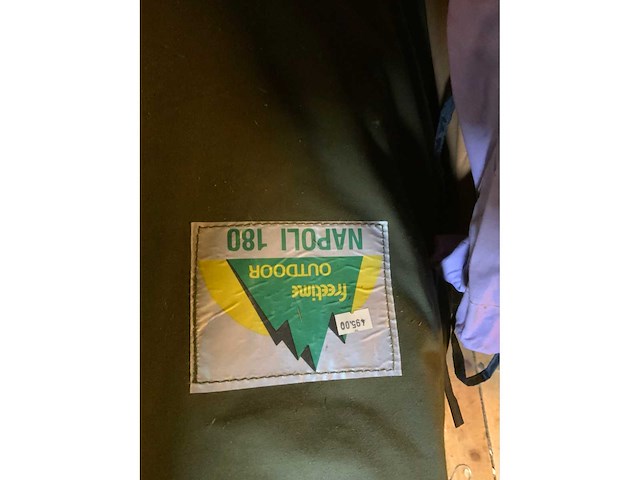 495.00
freetime
OUTDOOR
NAPOLI 180